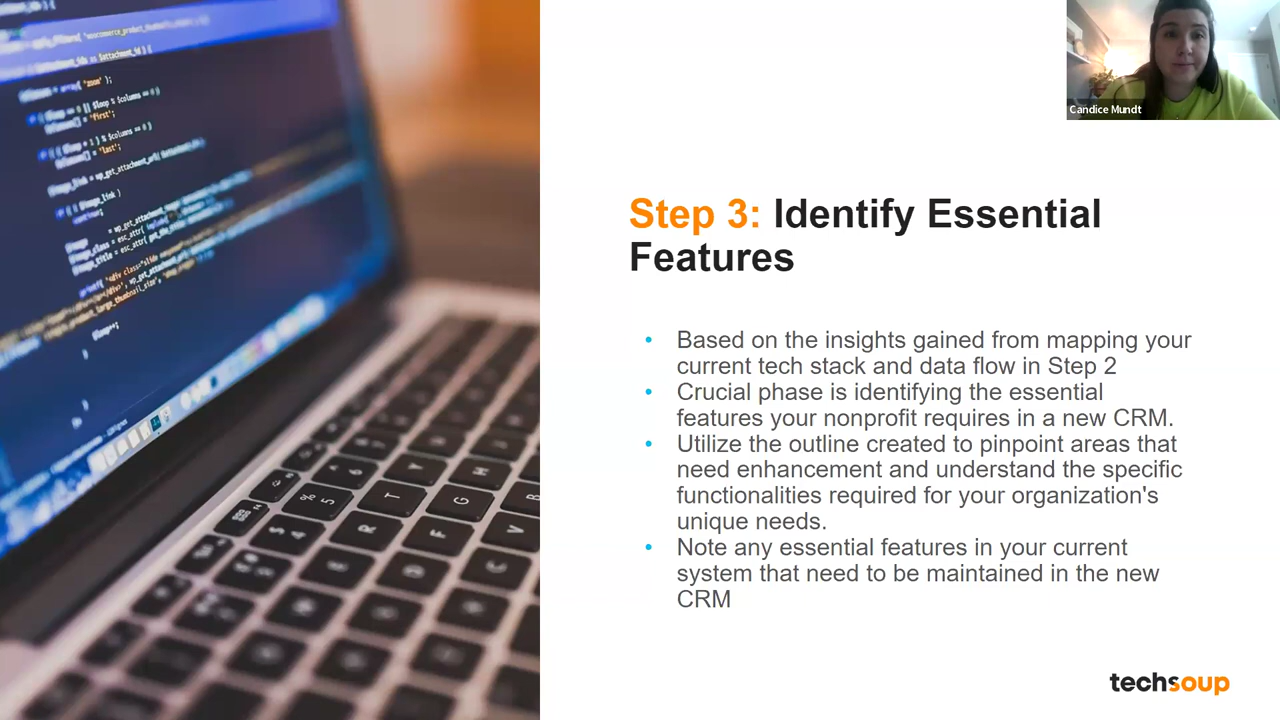 Candice Mundt
Step 3: Identify Essential
Features
• Based on the insights gained from mapping your
current tech stack and data flow in Step 2
• Crucial phase is identifying the essential
features your nonprofit requires in a new CRM.
• Utilize the outline created to pinpoint areas that
need enhancement and understand the specific
functionalities required for your organization's
unique needs.
• Note any essential features in your current
system that need to be maintained in the new
CRM
techsoup